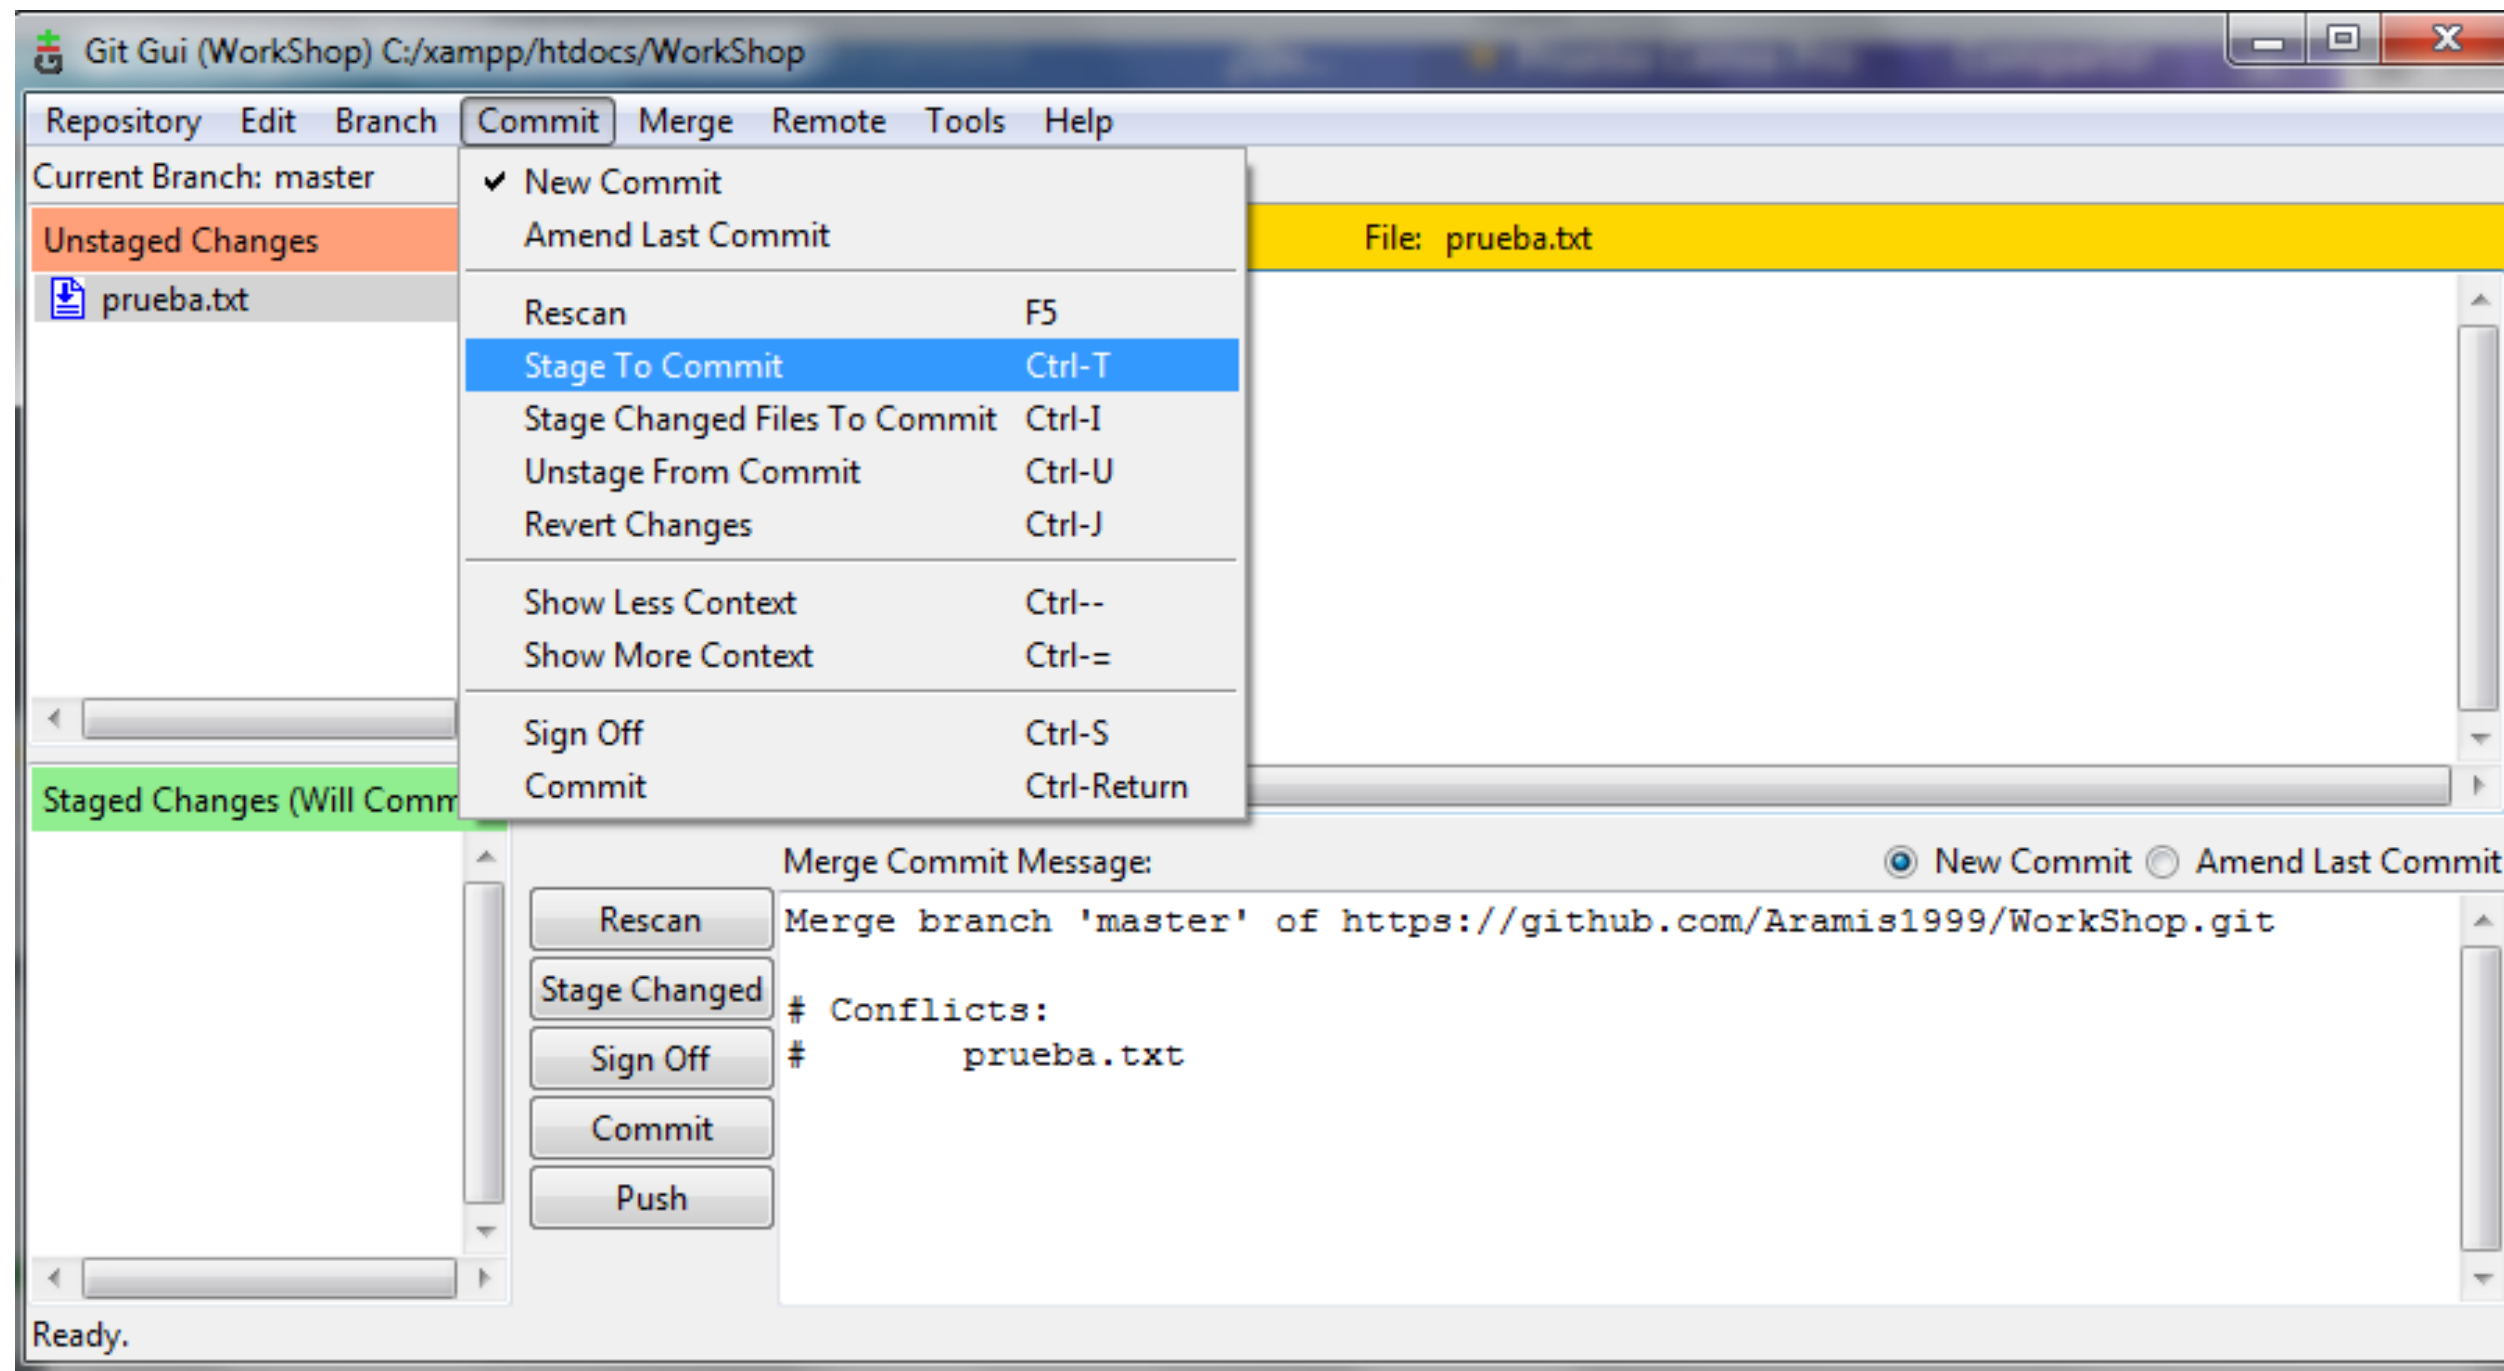 Git Gui (WorkShop) C:/xampp/htdocs/WorkShop
Repository Edit Branch Commit Merge Remote Tools Help
Current Branch: master
New Commit
Amend Last Commit
Rescan F5
Stage To Commit Ctrl-T
Stage Changed Files To Commit Ctrl-I
Unstage From Commit Ctrl-U
Revert Changes Ctrl-J
Show Less Context Ctrl--
Show More Context Ctrl-=
Sign Off Ctrl-S
Commit Ctrl-Return
Unstaged Changes
prueba.txt
File: prueba.txt
Staged Changes (Will Comm
Merge Commit Message:
New Commit Amend Last Commit
Rescan
Stage Changed
Sign Off
Commit
Push
Merge branch 'master' of https://github.com/Aramis1999/WorkShop.git
# Conflicts:
# prueba.txt
Ready.